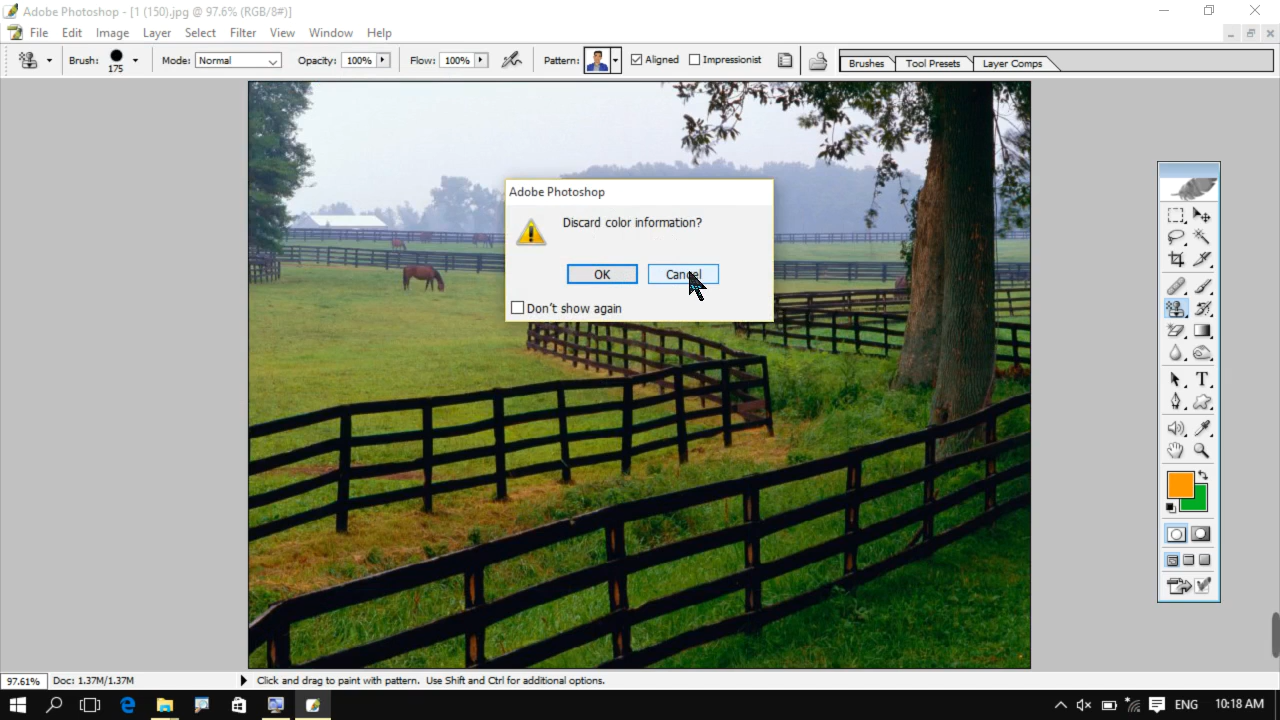 Adobe Photoshop - [1 (150).jpg @ 97.6% (RGB/8#)]
File Edit Image Layer Select Filter View Window Help
Brush: 175 Mode: Normal Opacity: 100% Flow: 100% Pattern: Aligned Impressionist Brushes Tool Presets Layer Comps
Adobe Photoshop
Discard color information?
OK Cancel
Don't show again
T
97.61% Doc: 1.37M/1.37M Click and drag to paint with pattern. Use Shift and Ctrl for additional options.
ENG 10:18 AM